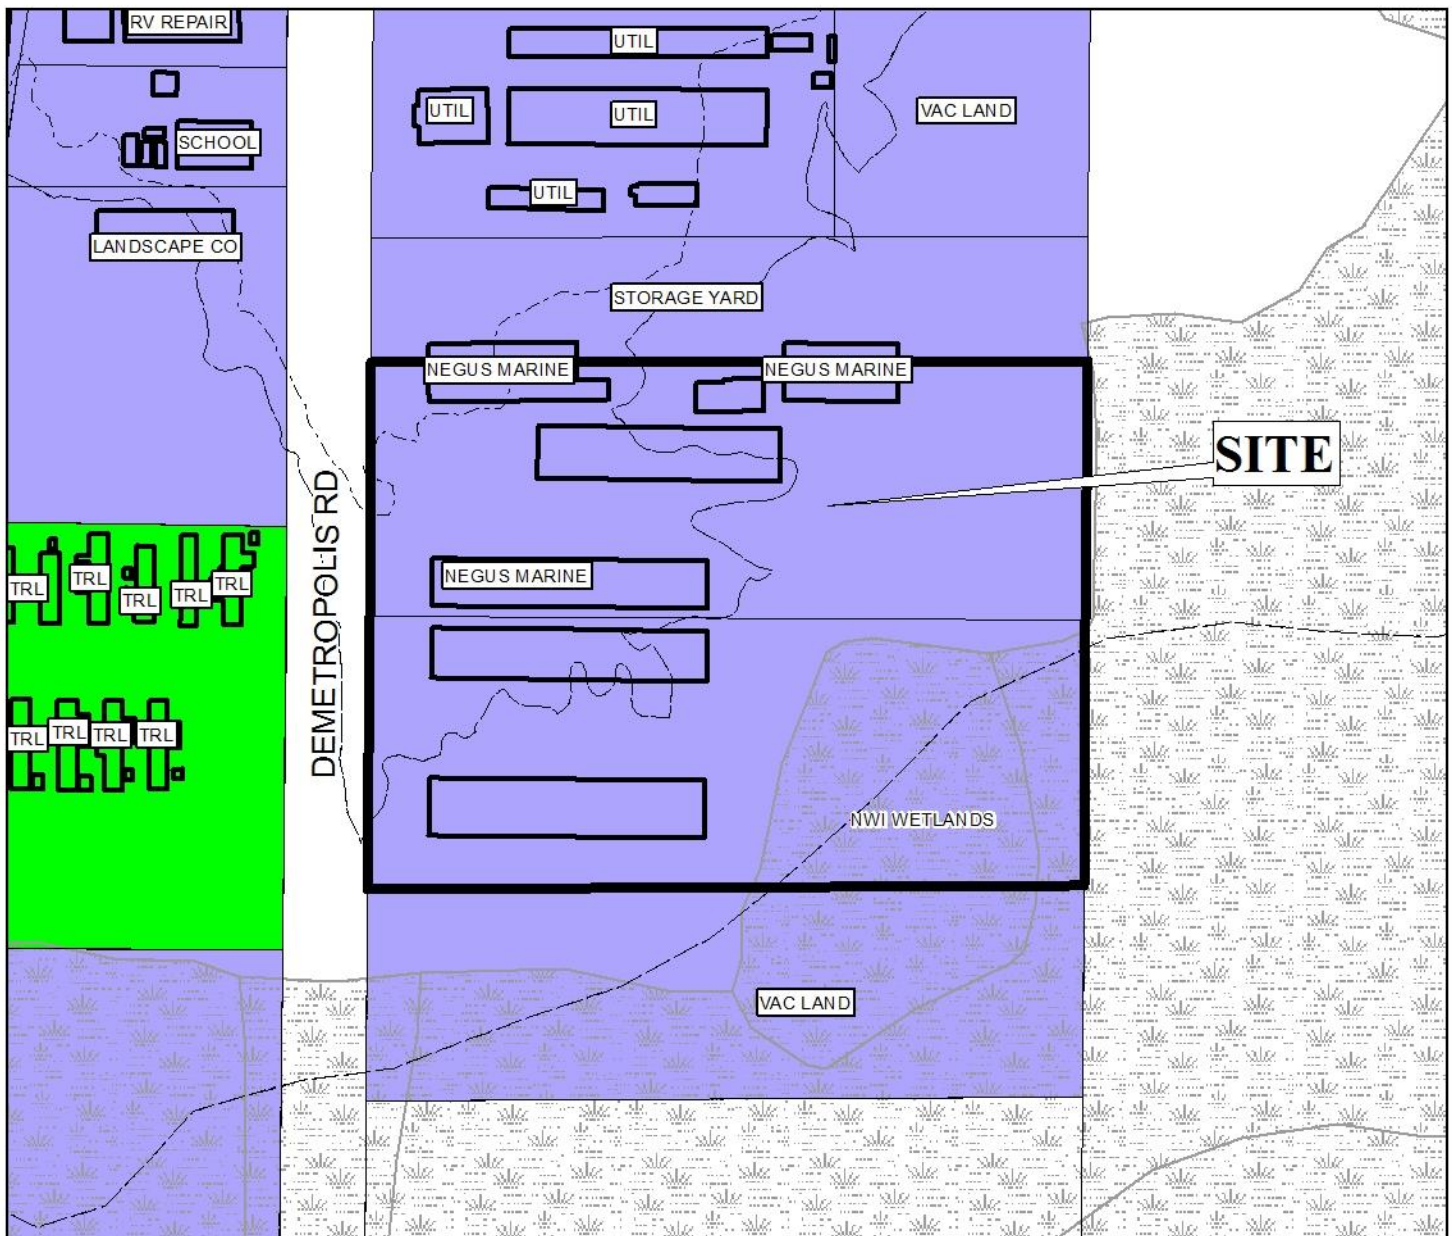 RV REPAIR
UTIL
UTIL
UTIL
VAC LAND
SCHOOL
UTIL
LANDSCAPE CO
STORAGE YARD
NEGUS MARINE
NEGUS MARINE
SITE
DEMETROPOLIS RD
NEGUS MARINE
TRL
TRL
TRL
TRL
TRL
TRL
TRL
TRL
TRL
NWI WETLANDS
VAC LAND